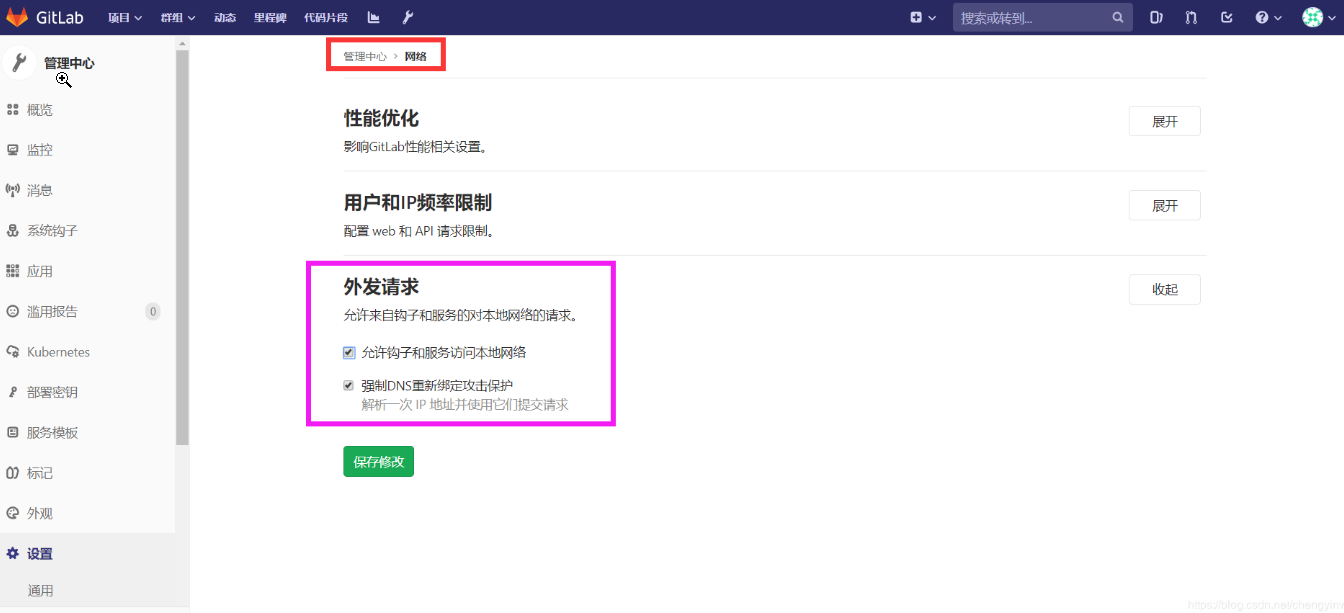 GitLab 项目 群组 动态 里程碑 代码片段 搜索或转到...
管理中心
管理中心 > 网络
概览
监控
消息
系统钩子
应用
滥用报告 0
Kubernetes
部署密钥
服务模板
标记
外观
设置
通用
性能优化
展开
影响GitLab性能相关设置。
用户和IP频率限制
展开
配置 web 和 API 请求限制。
外发请求
收起
允许来自钩子和服务的对本地网络的请求。
允许钩子和服务访问本地网络
强制DNS重新绑定攻击保护
解析一次 IP 地址并使用它们提交请求
保存修改